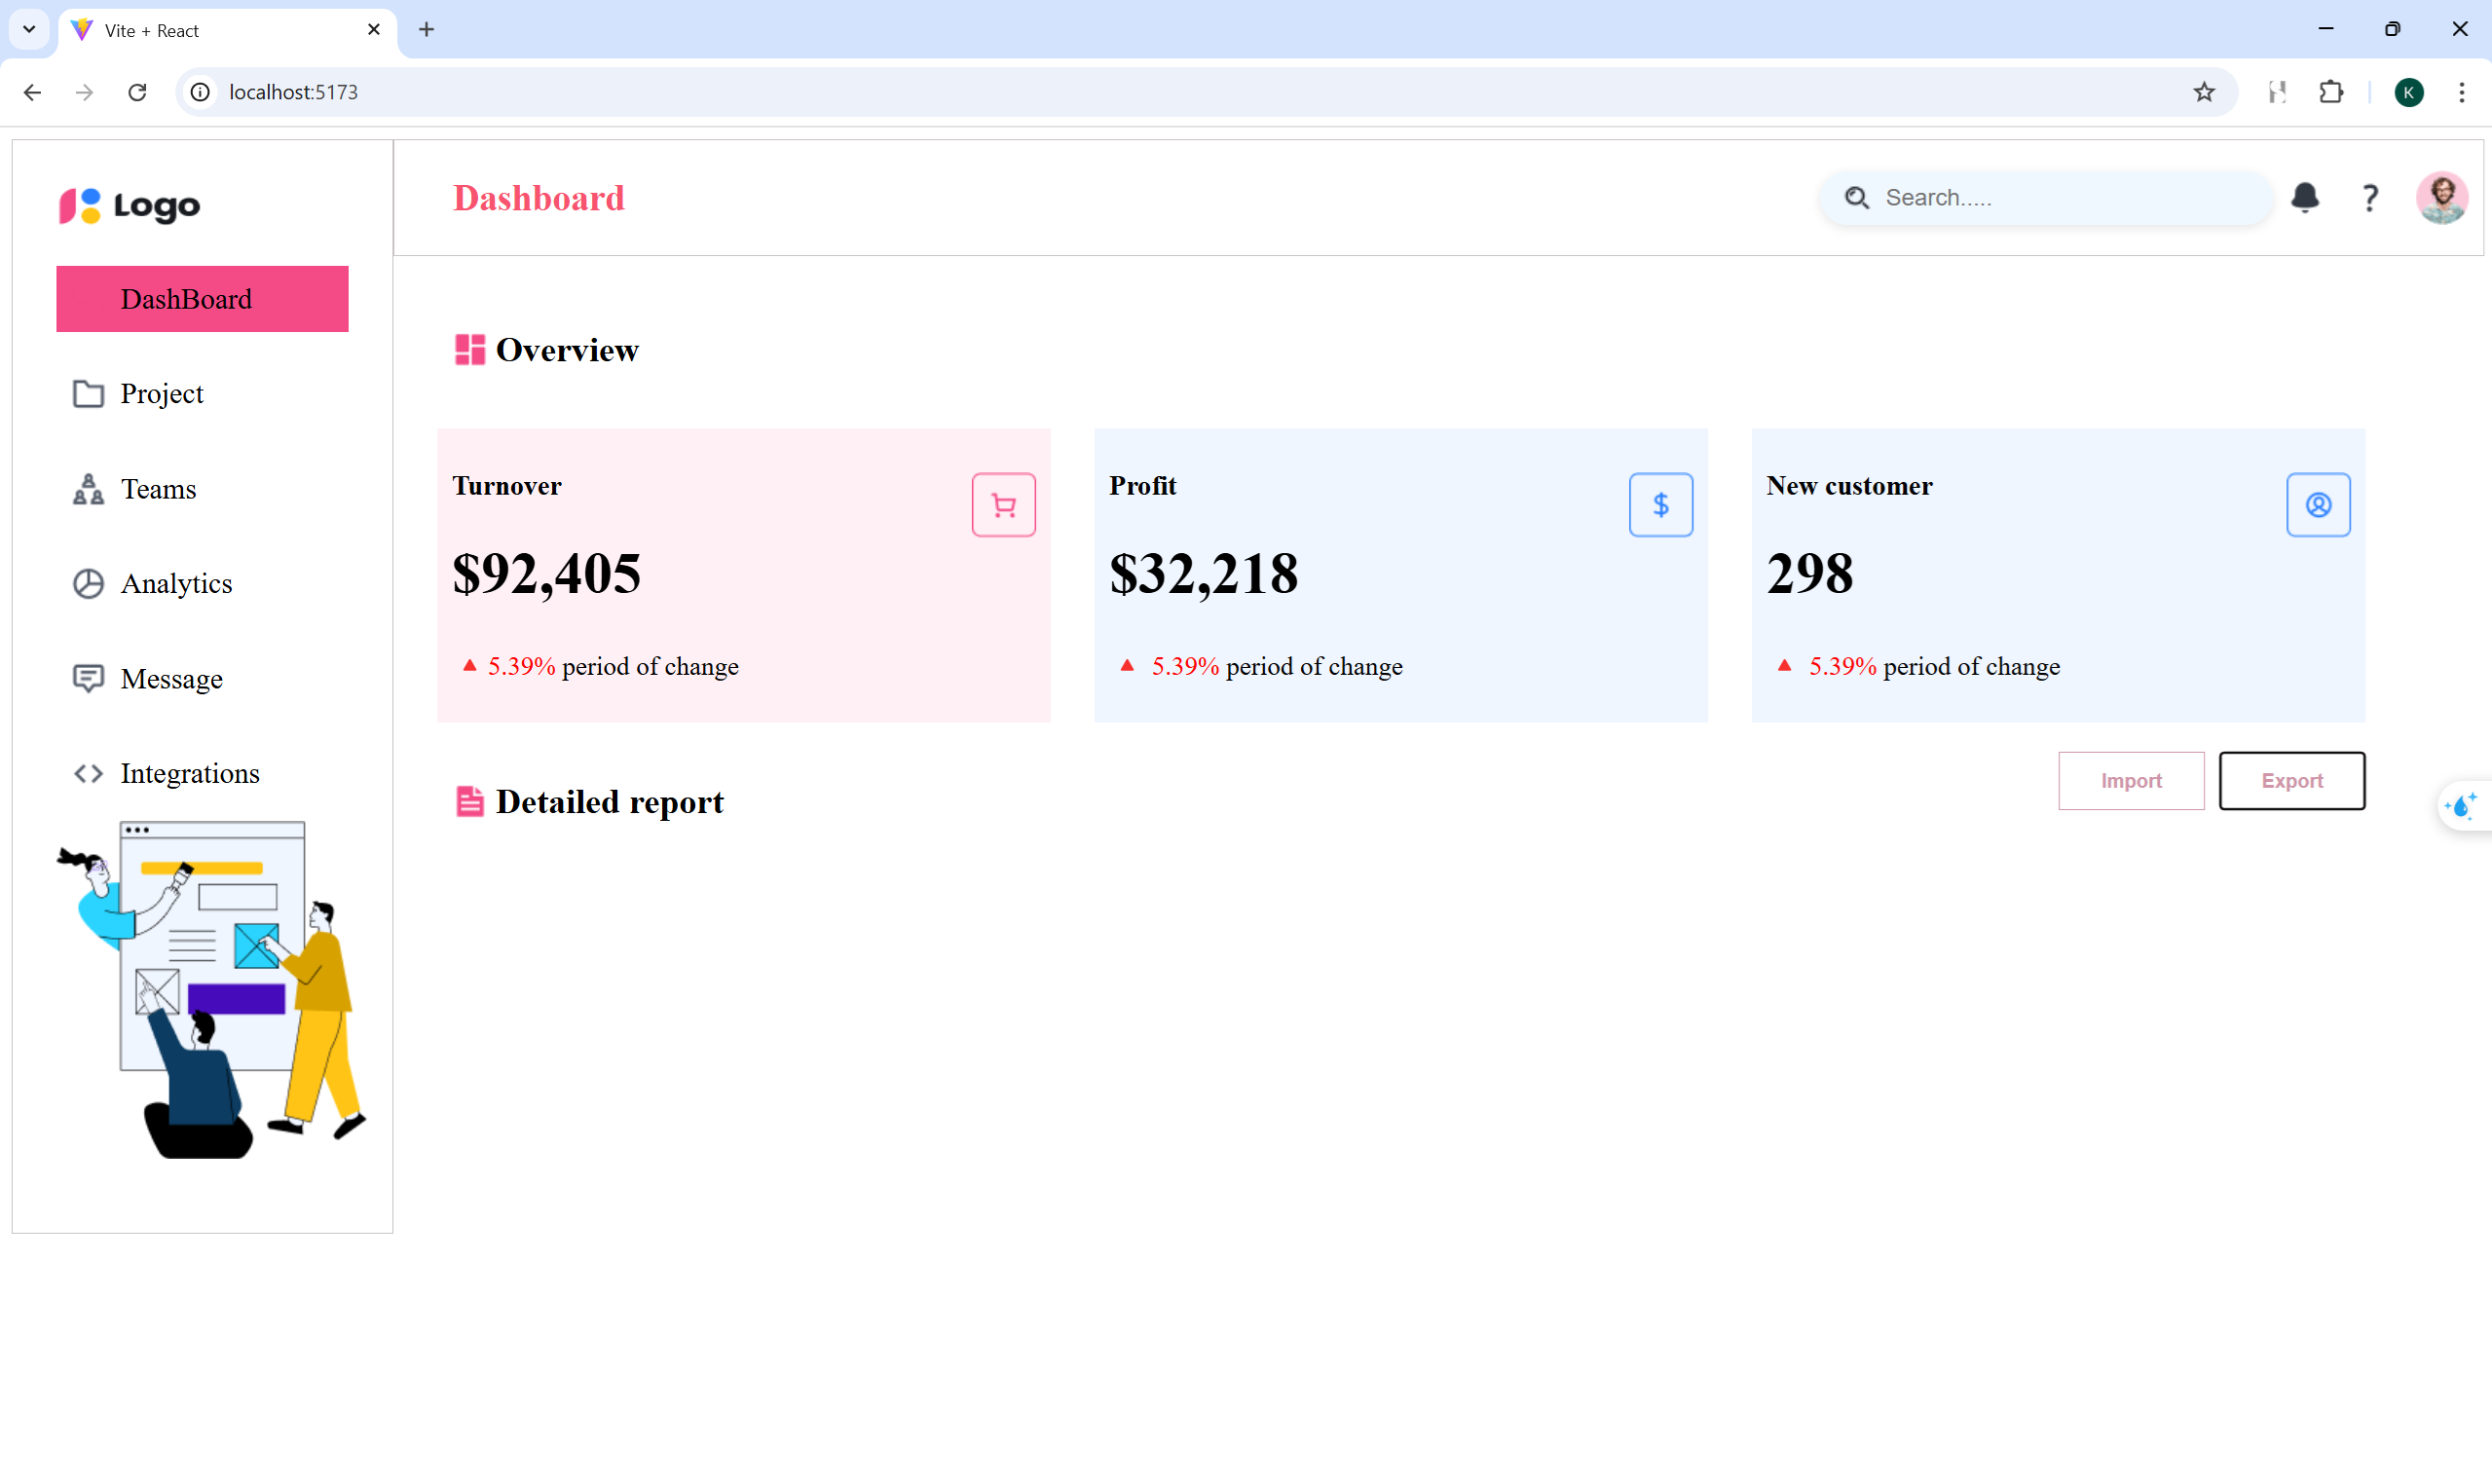 Vite + React
localhost:5173
K
Logo
Dashboard
Search.....
?
DashBoard
Overview
Project
Turnover
Profit
$
New customer
Teams
$92,405
$32,218
298
Analytics
5.39% period of change
5.39% period of change
5.39% period of change
Message
Integrations
Detailed report
Import
Export